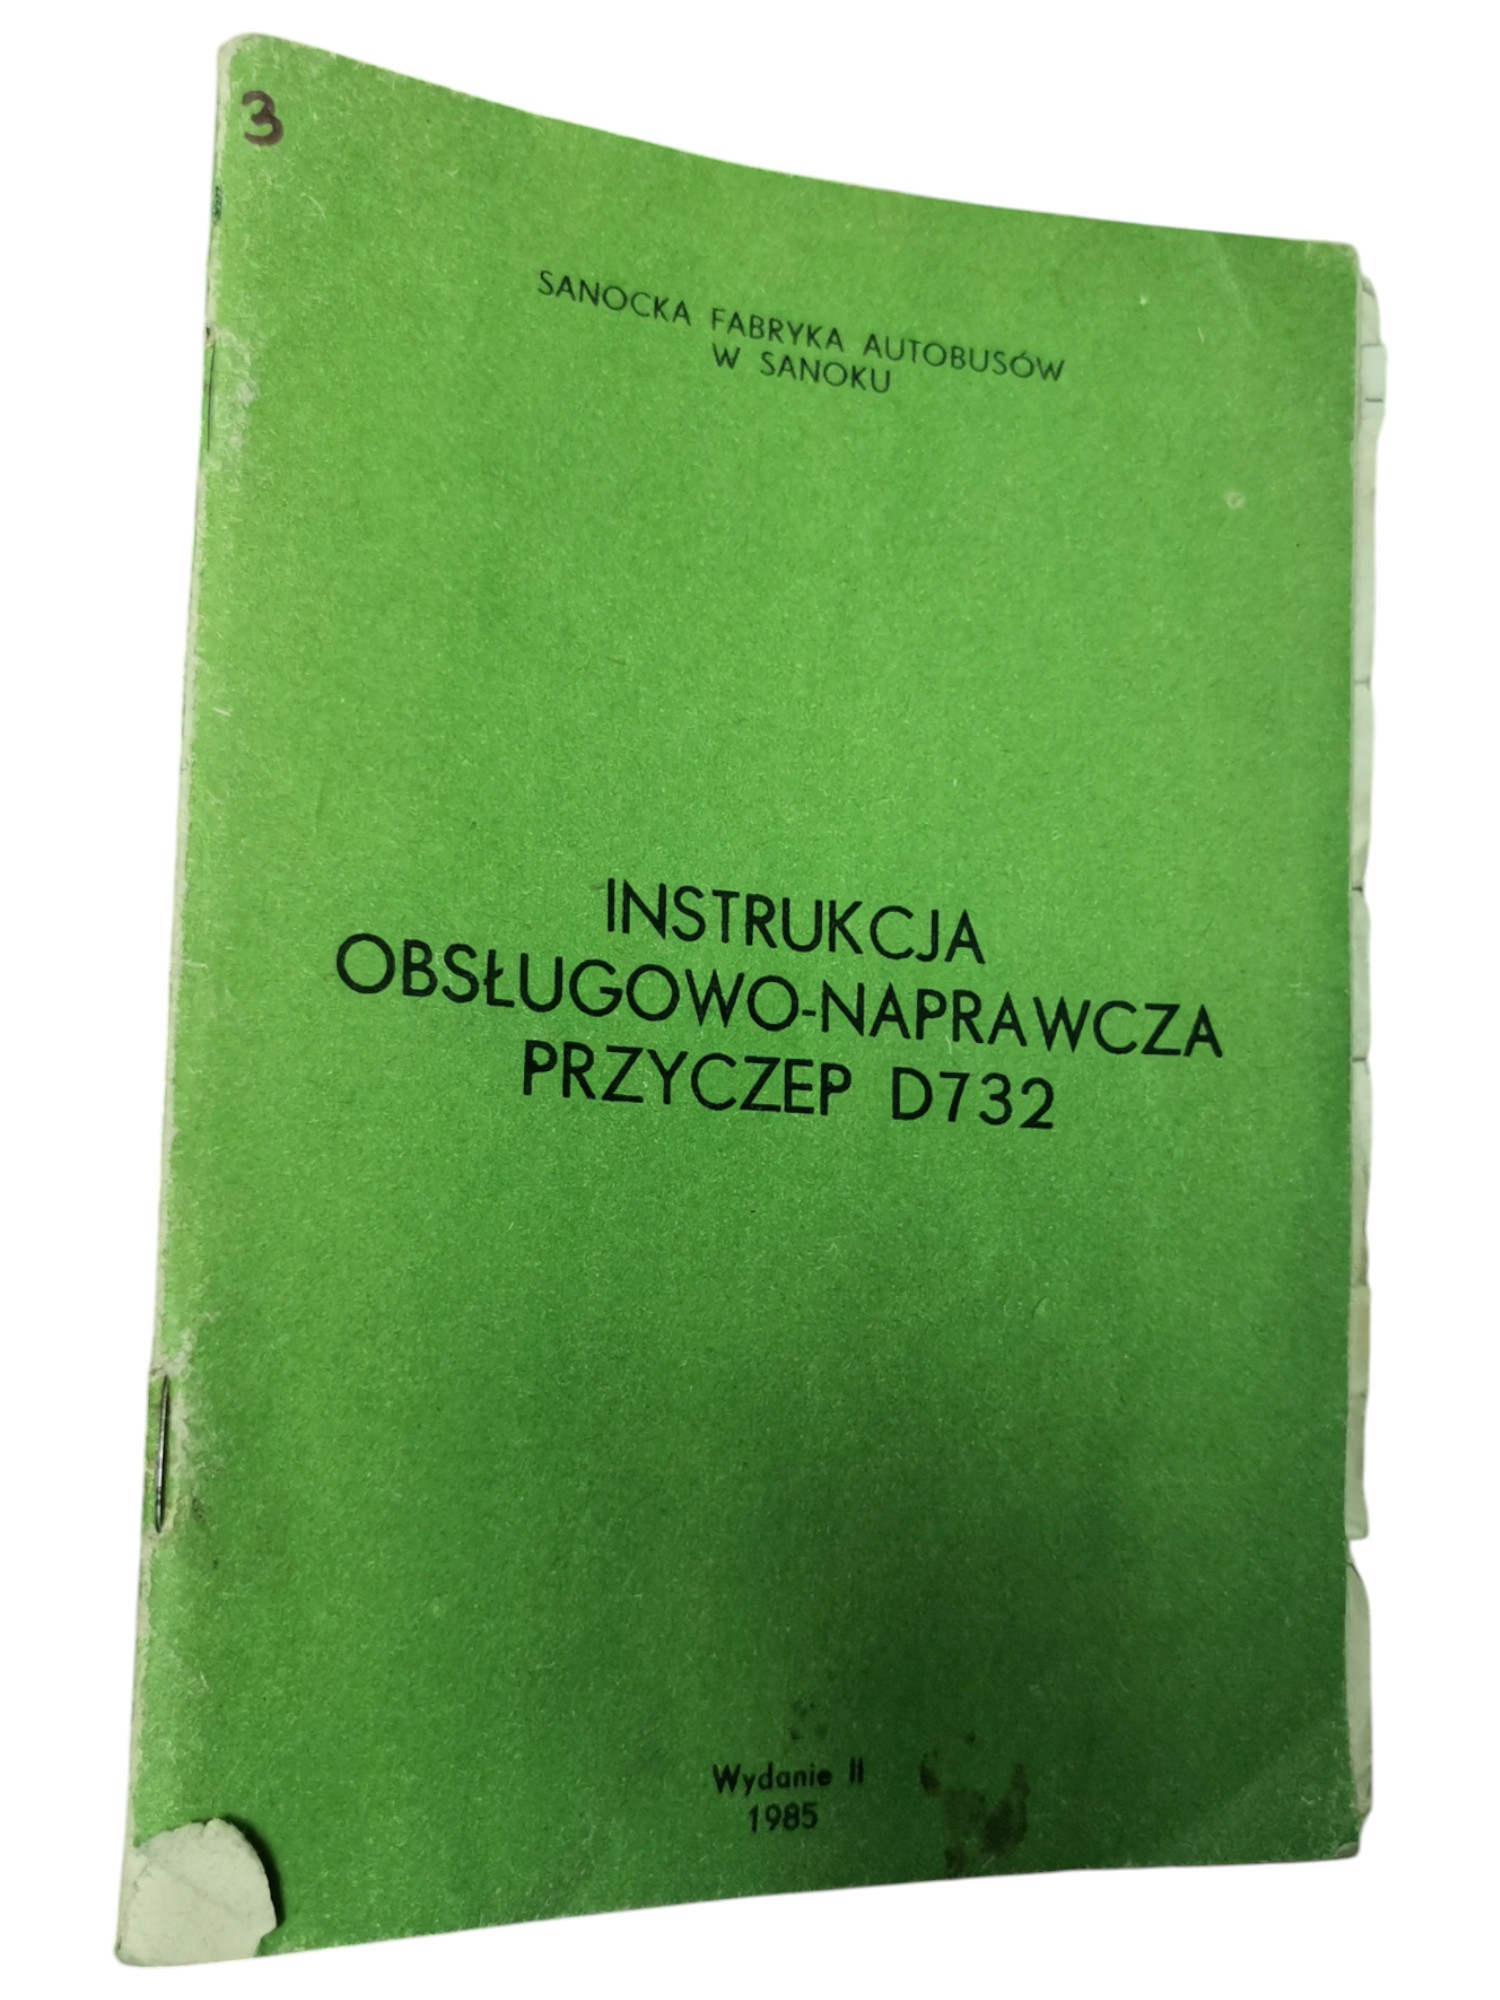 3
SANOCKA FABRYKA AUTOBUSÓW
W SANOKU
INSTRUKCJA
OBSŁUGOWO-NAPRAWCZA
PRZYCZEP D732
Wydanie II
1985